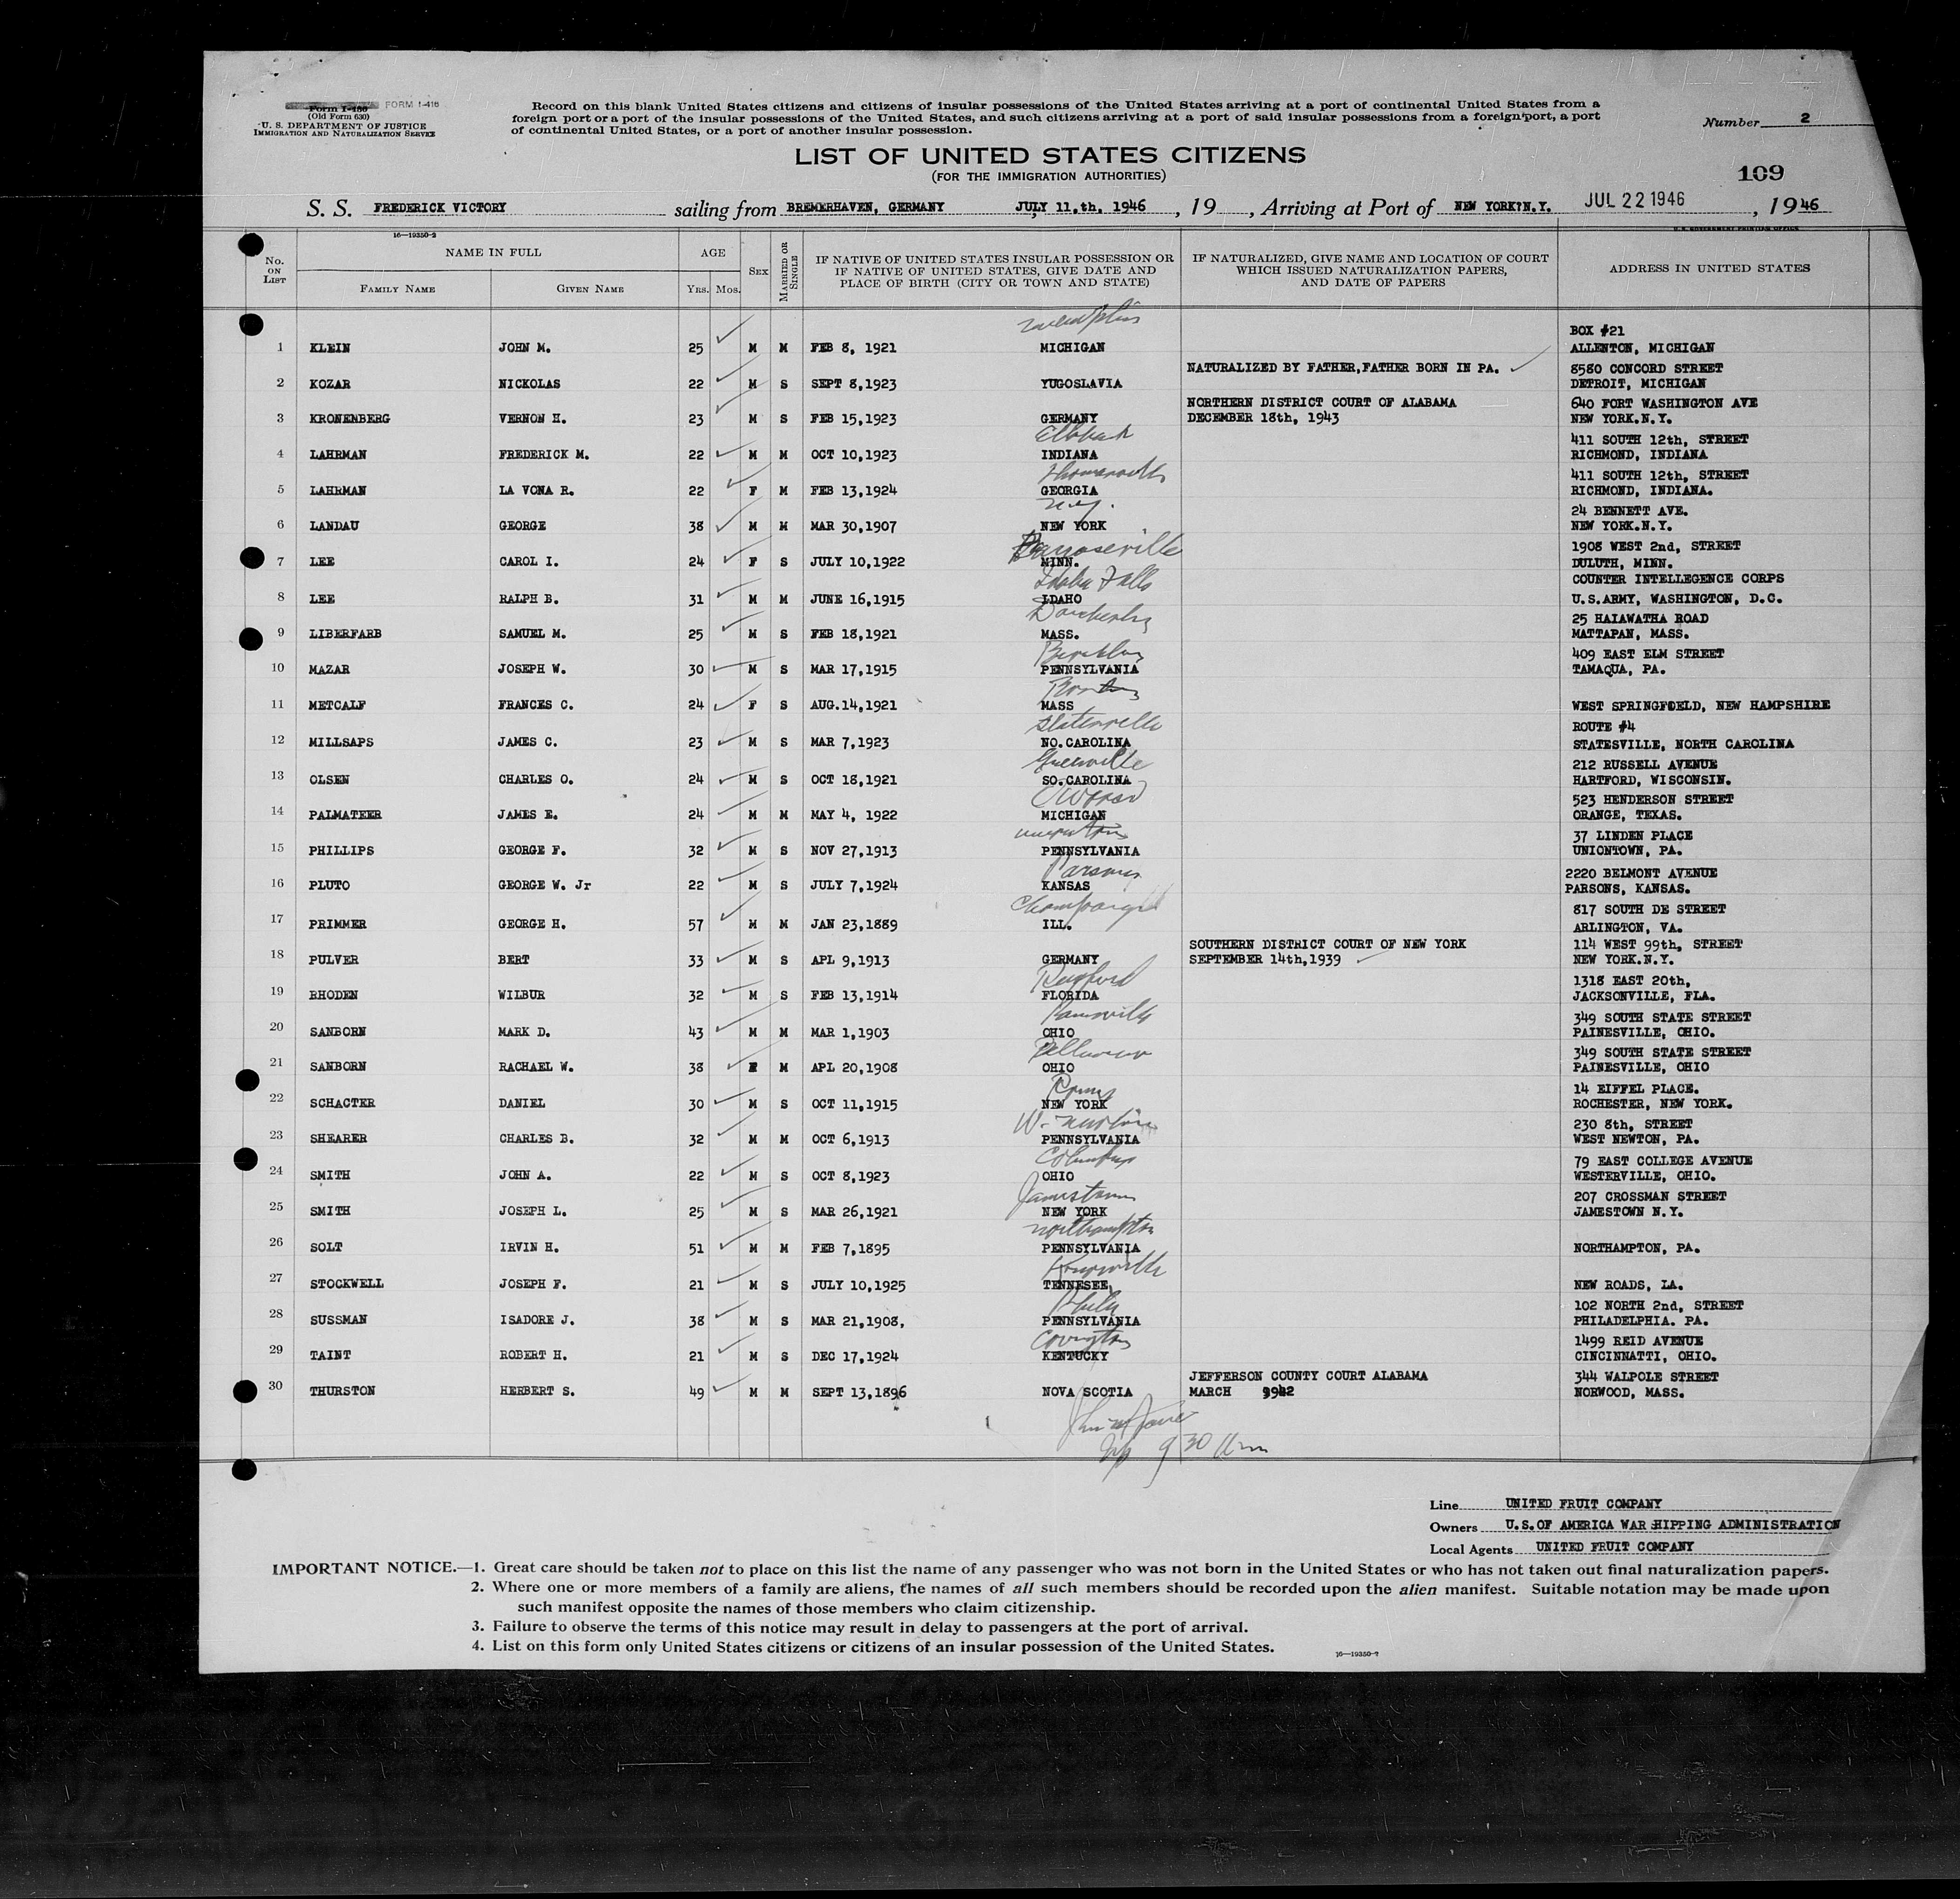 Form I-466 FORM I-416
(Old Form 630)
U. S. DEPARTMENT OF JUSTICE
IMMIGRATION AND NATURALIZATION SERVICE
Record on this blank United States citizens and citizens of insular possessions of the United States arriving at a port of continental United States from a
foreign port or a port of the insular possessions of the United States, and such citizens arriving at a port of said insular possessions from a foreign port, a port
of continental United States, or a port of another insular possession.
Number 2
LIST OF UNITED STATES CITIZENS
(FOR THE IMMIGRATION AUTHORITIES)
109
S. S. FREDERICK VICTORY sailing from BREMERHAVEN, GERMANY JULY 11,th, 1946, 19 , Arriving at Port of NEW YORK,N.Y. JUL 22 1946, 1946
16—19350-2
No. ON LIST
NAME IN FULL
FAMILY NAME GIVEN NAME
AGE
YRS. MOS.
SEX
MARRIED OR SINGLE
IF NATIVE OF UNITED STATES INSULAR POSSESSION OR
IF NATIVE OF UNITED STATES, GIVE DATE AND
PLACE OF BIRTH (CITY OR TOWN AND STATE)
IF NATURALIZED, GIVE NAME AND LOCATION OF COURT
WHICH ISSUED NATURALIZATION PAPERS,
AND DATE OF PAPERS
ADDRESS IN UNITED STATES
BOX #21
1 KLEIN JOHN M. 25 M M FEB 8, 1921 MICHIGAN ALLENTON, MICHIGAN
NATURALIZED BY FATHER,FATHER BORN IN PA. 8580 CONCORD STREET
2 KOZAR NICKOLAS 22 M S SEPT 8,1923 YUGOSLAVIA DETROIT, MICHIGAN
NORTHERN DISTRICT COURT OF ALABAMA 640 FORT WASHINGTON AVE
3 KRONENBERG VERNON H. 23 M S FEB 15,1923 GERMANY DECEMBER 18th, 1943 NEW YORK.N.Y.
411 SOUTH 12th, STREET
4 LAHRMAN FREDERICK M. 22 M M OCT 10,1923 INDIANA RICHMOND, INDIANA
Thomasville 411 SOUTH 12th, STREET
5 LAHRMAN LA VONA R. 22 F M FEB 13,1924 GEORGIA RICHMOND, INDIANA.
N.Y. 24 BENNETT AVE.
6 LANDAU GEORGE 38 M M MAR 30,1907 NEW YORK NEW YORK.N.Y.
1908 WEST 2nd, STREET
7 LEE CAROL I. 24 F S JULY 10,1922 MINN. DULUTH, MINN.
Idaho Falls COUNTER INTELLEGENCE CORPS
8 LEE RALPH B. 31 M M JUNE 16,1915 IDAHO U.S.ARMY, WASHINGTON, D.C.
25 HAIAWATHA ROAD
9 LIBERFARB SAMUEL M. 25 M S FEB 18,1921 MASS. MATTAPAN, MASS.
409 EAST ELM STREET
10 MAZAR JOSEPH W. 30 M S MAR 17,1915 PENNSYLVANIA TAMAQUA, PA.
Boston
11 METCALF FRANCES C. 24 F S AUG.14,1921 MASS WEST SPRINGFOELD, NEW HAMPSHIRE
Statesville ROUTE #4
12 MILLSAPS JAMES C. 23 M S MAR 7,1923 NO.CAROLINA STATESVILLE, NORTH CAROLINA
Greenville 212 RUSSELL AVENUE
13 OLSEN CHARLES O. 24 M S OCT 18,1921 SO.CAROLINA HARTFORD, WISCONSIN.
Owosso 523 HENDERSON STREET
14 PALMATEER JAMES E. 24 M M MAY 4, 1922 MICHIGAN ORANGE, TEXAS.
37 LINDEN PLACE
15 PHILLIPS GEORGE F. 32 M S NOV 27,1913 PENNSYLVANIA UNIONTOWN, PA.
Parsons 2220 BELMONT AVENUE
16 PLUTO GEORGE W. Jr 22 M S JULY 7,1924 KANSAS PARSONS, KANSAS.
Champaign 817 SOUTH DE STREET
17 PRIMMER GEORGE H. 57 M M JAN 23,1889 ILL. ARLINGTON, VA.
SOUTHERN DISTRICT COURT OF NEW YORK 114 WEST 99th, STREET
18 PULVER BERT 33 M S APL 9,1913 GERMANY SEPTEMBER 14th,1939 NEW YORK.N.Y.
1318 EAST 20th,
19 RHODEN WILBUR 32 M S FEB 13,1914 FLORIDA JACKSONVILLE, FLA.
Painesville 349 SOUTH STATE STREET
20 SANBORN MARK D. 43 M M MAR 1,1903 OHIO PAINESVILLE, OHIO.
349 SOUTH STATE STREET
21 SANBORN RACHAEL W. 38 F M APL 20,1908 OHIO PAINESVILLE, OHIO
14 EIFFEL PLACE.
22 SCHACTER DANIEL 30 M S OCT 11,1915 NEW YORK ROCHESTER, NEW YORK.
W. Newton 230 8th, STREET
23 SHEARER CHARLES B. 32 M M OCT 6,1913 PENNSYLVANIA WEST NEWTON, PA.
Columbus 79 EAST COLLEGE AVENUE
24 SMITH JOHN A. 22 M S OCT 8,1923 OHIO WESTERVILLE, OHIO.
Jamestown 207 CROSSMAN STREET
25 SMITH JOSEPH L. 25 M S MAR 26,1921 NEW YORK JAMESTOWN N.Y.
Northampton
26 SOLT IRVIN H. 51 M M FEB 7,1895 PENNSYLVANIA NORTHAMPTON, PA.
Knoxville
27 STOCKWELL JOSEPH F. 21 M S JULY 10,1925 TENNESEE, NEW ROADS, LA.
Phila 102 NORTH 2nd, STREET
28 SUSSMAN ISADORE J. 38 M S MAR 21,1908, PENNSYLVANIA PHILADELPHIA. PA.
Covington 1499 REID AVENUE
29 TAINT ROBERT H. 21 M S DEC 17,1924 KENTUCKY CINCINNATTI, OHIO.
JEFFERSON COUNTY COURT ALABAMA 344 WALPOLE STREET
30 THURSTON HERBERT S. 49 M M SEPT 13,1896 NOVA SCOTIA MARCH 9942 NORWOOD, MASS.
9 30
Line UNITED FRUIT COMPANY
Owners U.S.OF AMERICA WAR SHIPPING ADMINISTRATION
Local Agents UNITED FRUIT COMPANY
IMPORTANT NOTICE.—1. Great care should be taken not to place on this list the name of any passenger who was not born in the United States or who has not taken out final naturalization papers.
2. Where one or more members of a family are aliens, the names of all such members should be recorded upon the alien manifest. Suitable notation may be made upon
such manifest opposite the names of those members who claim citizenship.
3. Failure to observe the terms of this notice may result in delay to passengers at the port of arrival.
4. List on this form only United States citizens or citizens of an insular possession of the United States.
16—19350-2